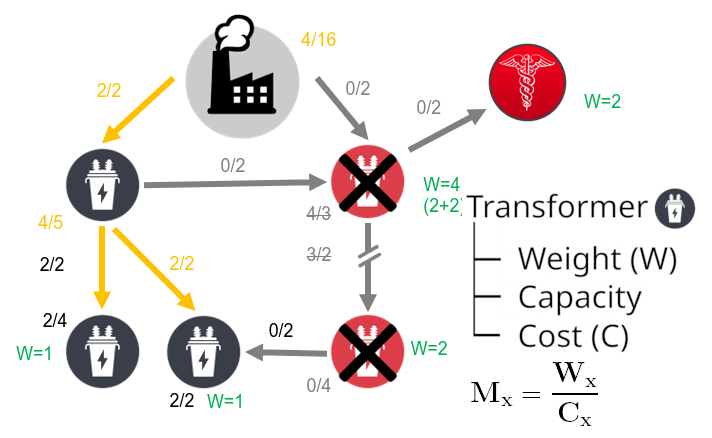 4/16
2/2
0/2
0/2
W=2
0/2
W=4
(2+2)
4/3
4/5
3/2
2/2
2/2
2/4
W=1
0/2
W=2
0/4
2/2
W=1
Transformer
Weight (W)
Capacity
Cost (C)
Mx = Wx / Cx